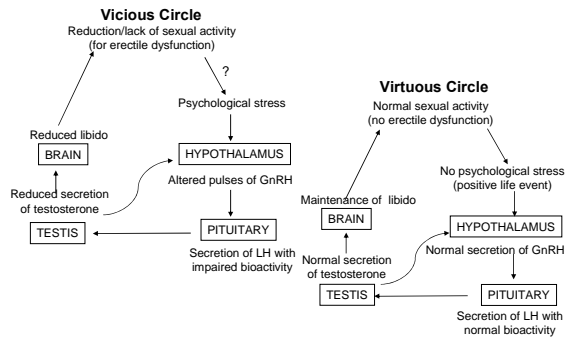 Vicious Circle
Reduction/lack of sexual activity
(for erectile dysfunction)
?
Psychological stress
Reduced libido
BRAIN
HYPOTHALAMUS
Altered pulses of GnRH
Reduced secretion
of testosterone
TESTIS
PITUITARY
Secretion of LH with
impaired bioactivity
Virtuous Circle
Normal sexual activity
(no erectile dysfunction)
No psychological stress
(positive life event)
Maintenance of libido
BRAIN
HYPOTHALAMUS
Normal secretion of GnRH
Normal secretion
of testosterone
TESTIS
PITUITARY
Secretion of LH with
normal bioactivity